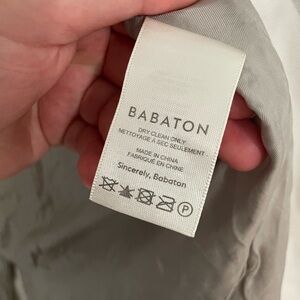 BABATON
DRY CLEAN ONLY
NETTOYAGE À SEC SEULEMENT
MADE IN CHINA
FABRIQUÉ EN CHINE
Sincerely, Babaton
P